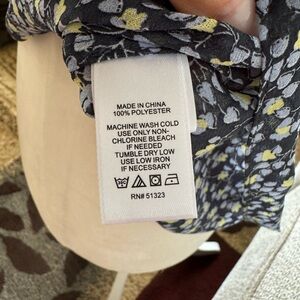 MADE IN CHINA
100% POLYESTER
MACHINE WASH COLD
USE ONLY NON-
CHLORINE BLEACH
IF NEEDED
TUMBLE DRY LOW
USE LOW IRON
IF NECESSARY
RN# 51323